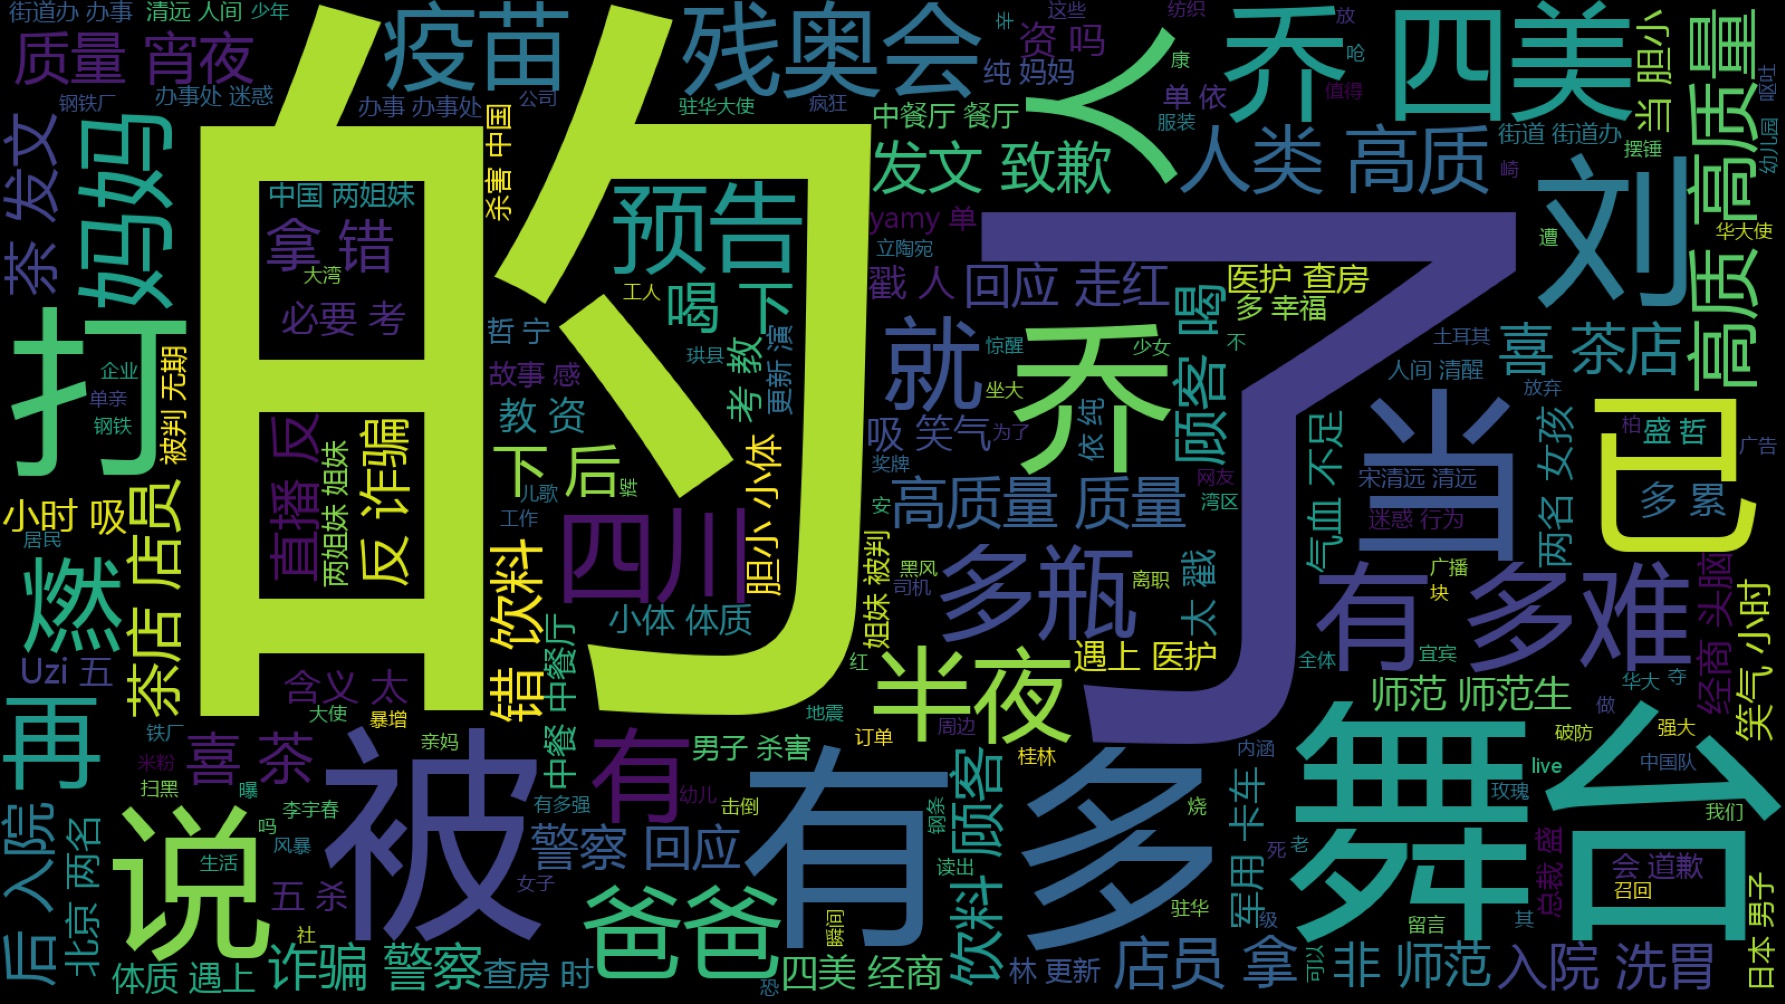 街道办 办事
清远 人间
少年
质量 宵夜
疫苗
残奥会
辛
这些
资 吗
纺织
放
人
乔
四美
胆小
当
高质量
钢铁厂
办事处 迷惑
办事 办事处
公司
驻华大使
疯狂
纯 妈妈
康
呛
单 依
值得
呕吐
中餐厅 餐厅
服装
街道 街道办
摆锤
幼儿园
茶 发文
妈妈
的
杀害 中国
发文 致歉
人类 高质
高质
中国 两姐妹
预告
yamy 单
了
刘
遭
华大使
拿 错
大湾
立陶宛
必要 考
工人
喝 下
戳 人
回应 走红
医护 查房
多 幸福
顾客 喝
打
企业
单亲
钢铁
被判 无期
哲 宁
珙县
考 教
更新 演
就
惊醒
乔
少女
不
土耳其
喜 茶店
故事 感
人间 清醒
教 资
坐大
放弃
依 纯
吸 笑气
为了
当
巴
柏
盛 哲
广告
直播 反
两姐妹 姐妹
反 诈骗
下 后
儿歌
辉
工作
胆小 小体
奖牌
网友
气血 不足
宋清远 清远
两名 女孩
多 累
小时 吸
茶店 店员
居民
四川
安
高质量 质量
湾区
迷惑 行为
错 饮料
姐妹 被判
黑风
司机
多瓶
离职
太 戳
广播
块
有
多难
经商 头脑
笑气 小时
燃
小体 体质
中餐 中餐厅
Uzi 五
含义 太
红
半夜
遇上 医护
全体
宜宾
师范 师范生
华大
夺
再
大使
暴增
地震
周边
做
铁厂
喜 茶
亲妈
有
男子 杀害
订单
桂林
内涵
舞台
破防
强大
米粉
扫黑
曝
被
幼儿
击倒
有多
顾客
live
中国队
玫瑰
我们
后 入院
北京 两名
说
李宇春
吗
风暴
生活
有多强
警察 回应
钢条
烧
军用 卡车
死
老
总裁 盛
会 道歉
召回
读出
五 杀
女子
爸爸
瞬间
饮料
驻华
级
留言
其
日本 男子
社
体质 遇上
诈骗 警察
查房 时
恐
四美 经商
林 更新
店员 拿
可以
非 师范
入院 洗胃